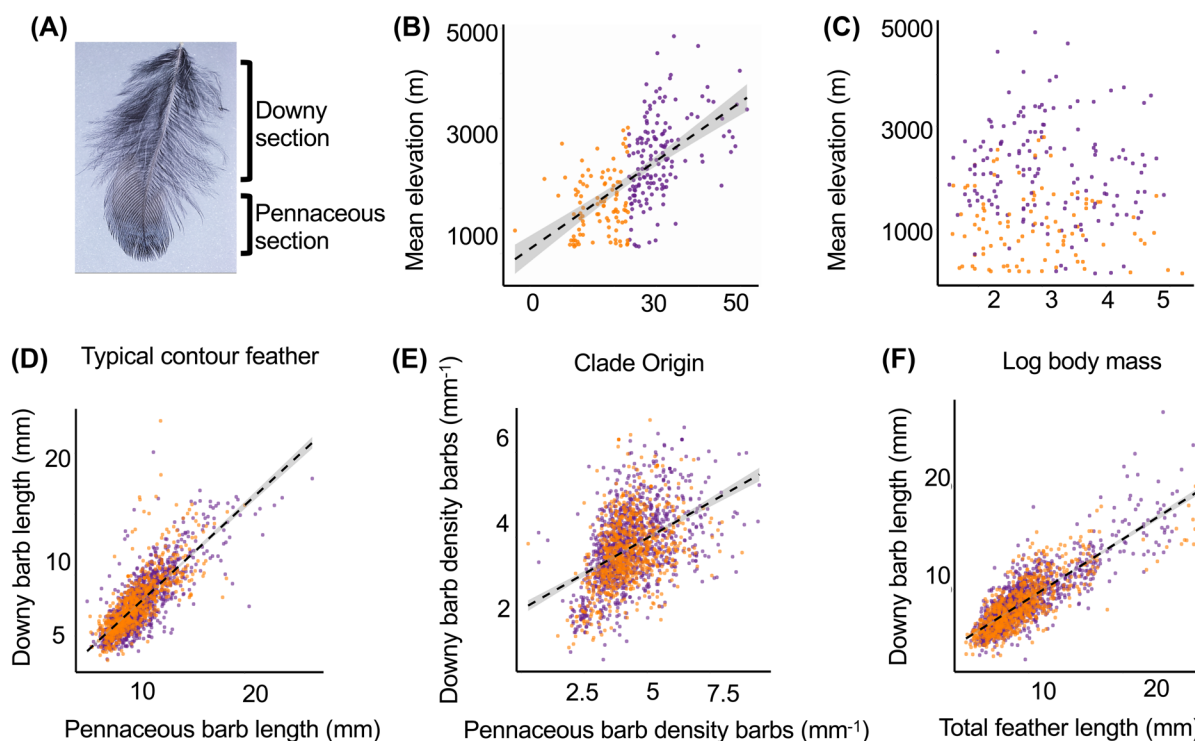 (A)
Downy
section
Pennaceous
section
Typical contour feather
(B)
Mean elevation (m)
5000
3000
1000
0 30 50
Clade Origin
(C)
Mean elevation (m)
5000
3000
1000
2 3 4 5
Log body mass
(D)
Downy barb length (mm)
20
10
5
10 20
Pennaceous barb length (mm)
(E)
Downy barb density barbs (mm⁻¹)
6
4
2
2.5 5 7.5
Pennaceous barb density barbs (mm⁻¹)
(F)
Downy barb length (mm)
20
10
10 20
Total feather length (mm)